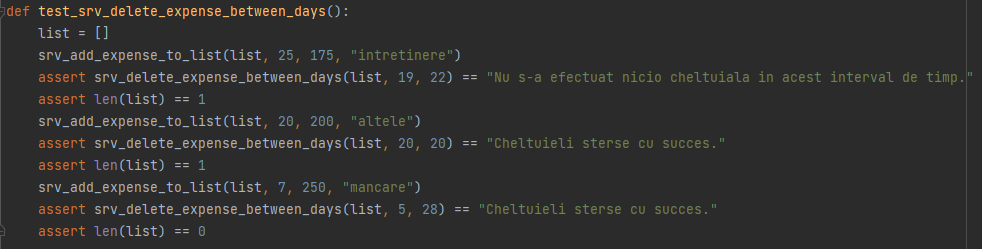 def test_srv_delete_expense_between_days():
    list = []
    srv_add_expense_to_list(list, 25, 175, "intretinere")
    assert srv_delete_expense_between_days(list, 19, 22) == "Nu s-a efectuat nicio cheltuiala in acest interval de timp."
    assert len(list) == 1
    srv_add_expense_to_list(list, 20, 200, "altele")
    assert srv_delete_expense_between_days(list, 20, 20) == "Cheltuieli sterse cu succes."
    assert len(list) == 1
    srv_add_expense_to_list(list, 7, 250, "mancare")
    assert srv_delete_expense_between_days(list, 5, 28) == "Cheltuieli sterse cu succes."
    assert len(list) == 0